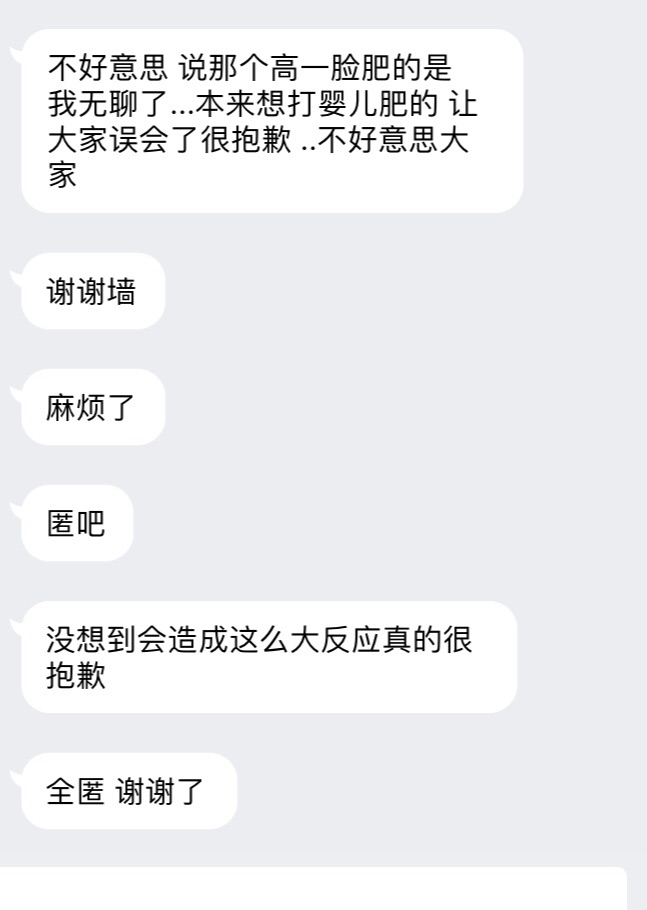 不好意思 说那个高一脸肥的是
我无聊了...本来想打婴儿肥的 让
大家误会了很抱歉 ..不好意思大
家
谢谢墙
麻烦了
匿吧
没想到会造成这么大反应真的很
抱歉
全匿 谢谢了